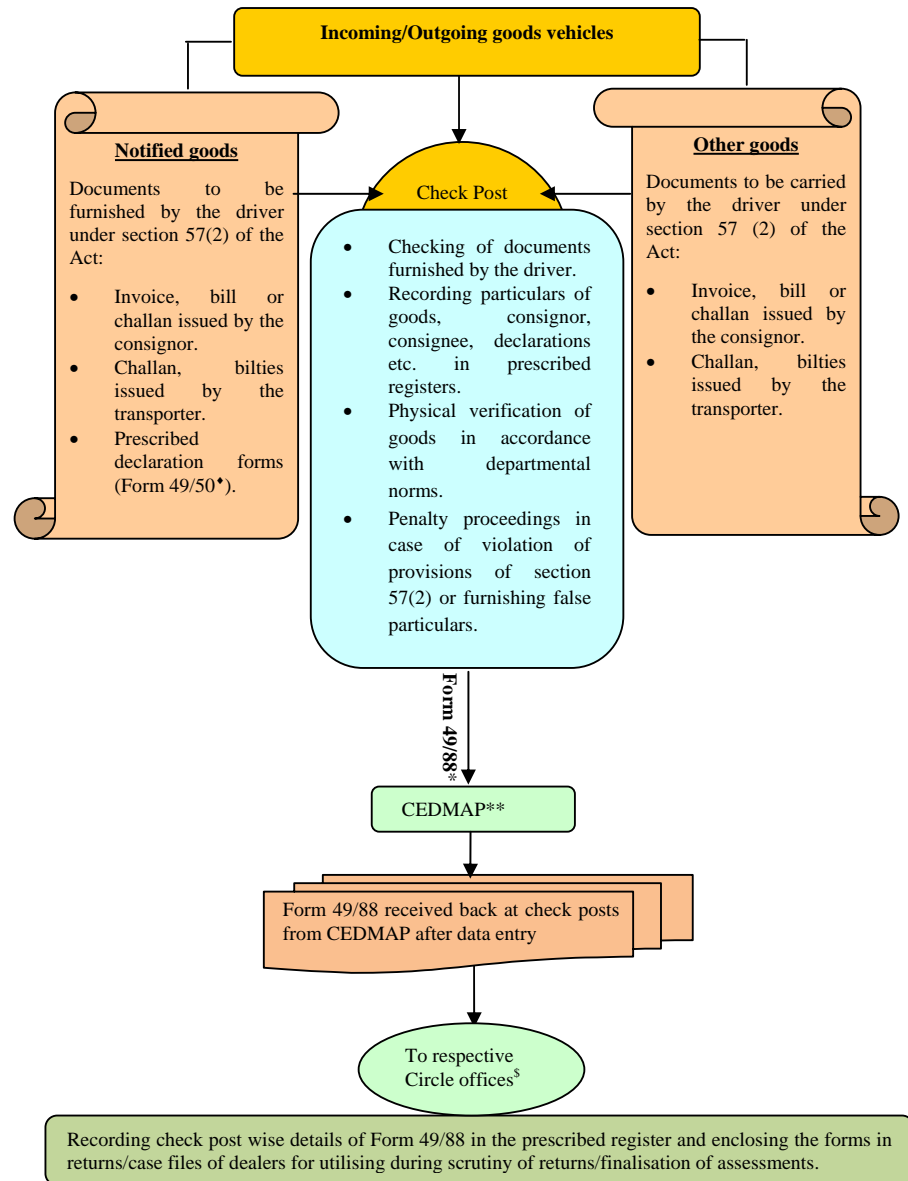 Incoming/Outgoing goods vehicles
Notified goods
Documents to be
furnished by the driver
under section 57(2) of the
Act:
• Invoice, bill or
challan issued by the
consignor.
• Challan, bilties
issued by the
transporter.
• Prescribed
declaration forms
(Form 49/50♦).
Check Post
• Checking of documents
furnished by the driver.
• Recording particulars of
goods, consignor,
consignee, declarations
etc. in prescribed
registers.
• Physical verification of
goods in accordance
with departmental
norms.
• Penalty proceedings in
case of violation of
provisions of section
57(2) or furnishing false
particulars.
Other goods
Documents to be carried
by the driver under
section 57 (2) of the
Act:
• Invoice, bill or
challan issued by
the consignor.
• Challan, bilties
issued by the
transporter.
Form 49/88*
CEDMAP**
Form 49/88 received back at check posts
from CEDMAP after data entry
To respective
Circle offices$
Recording check post wise details of Form 49/88 in the prescribed register and enclosing the forms in
returns/case files of dealers for utilising during scrutiny of returns/finalisation of assessments.